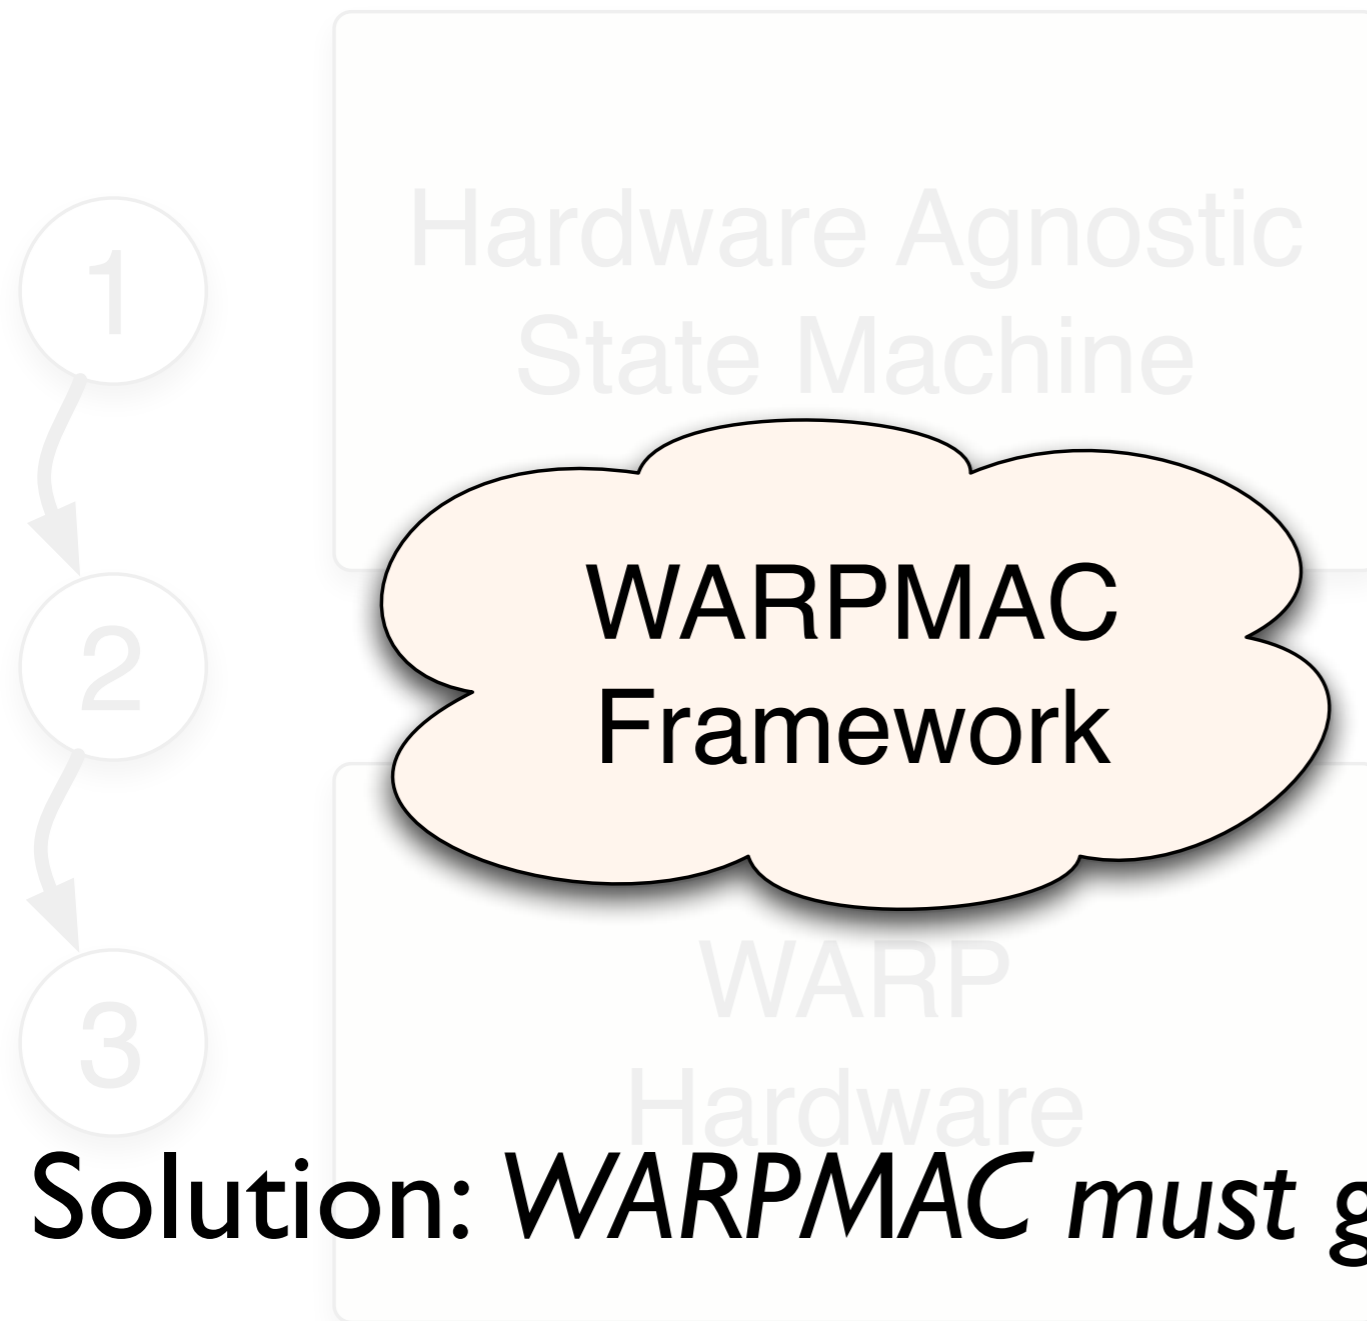 Hardware Agnostic
State Machine
1
WARPMAC
Framework
2
WARP
Hardware
3
Solution: WARPMAC must